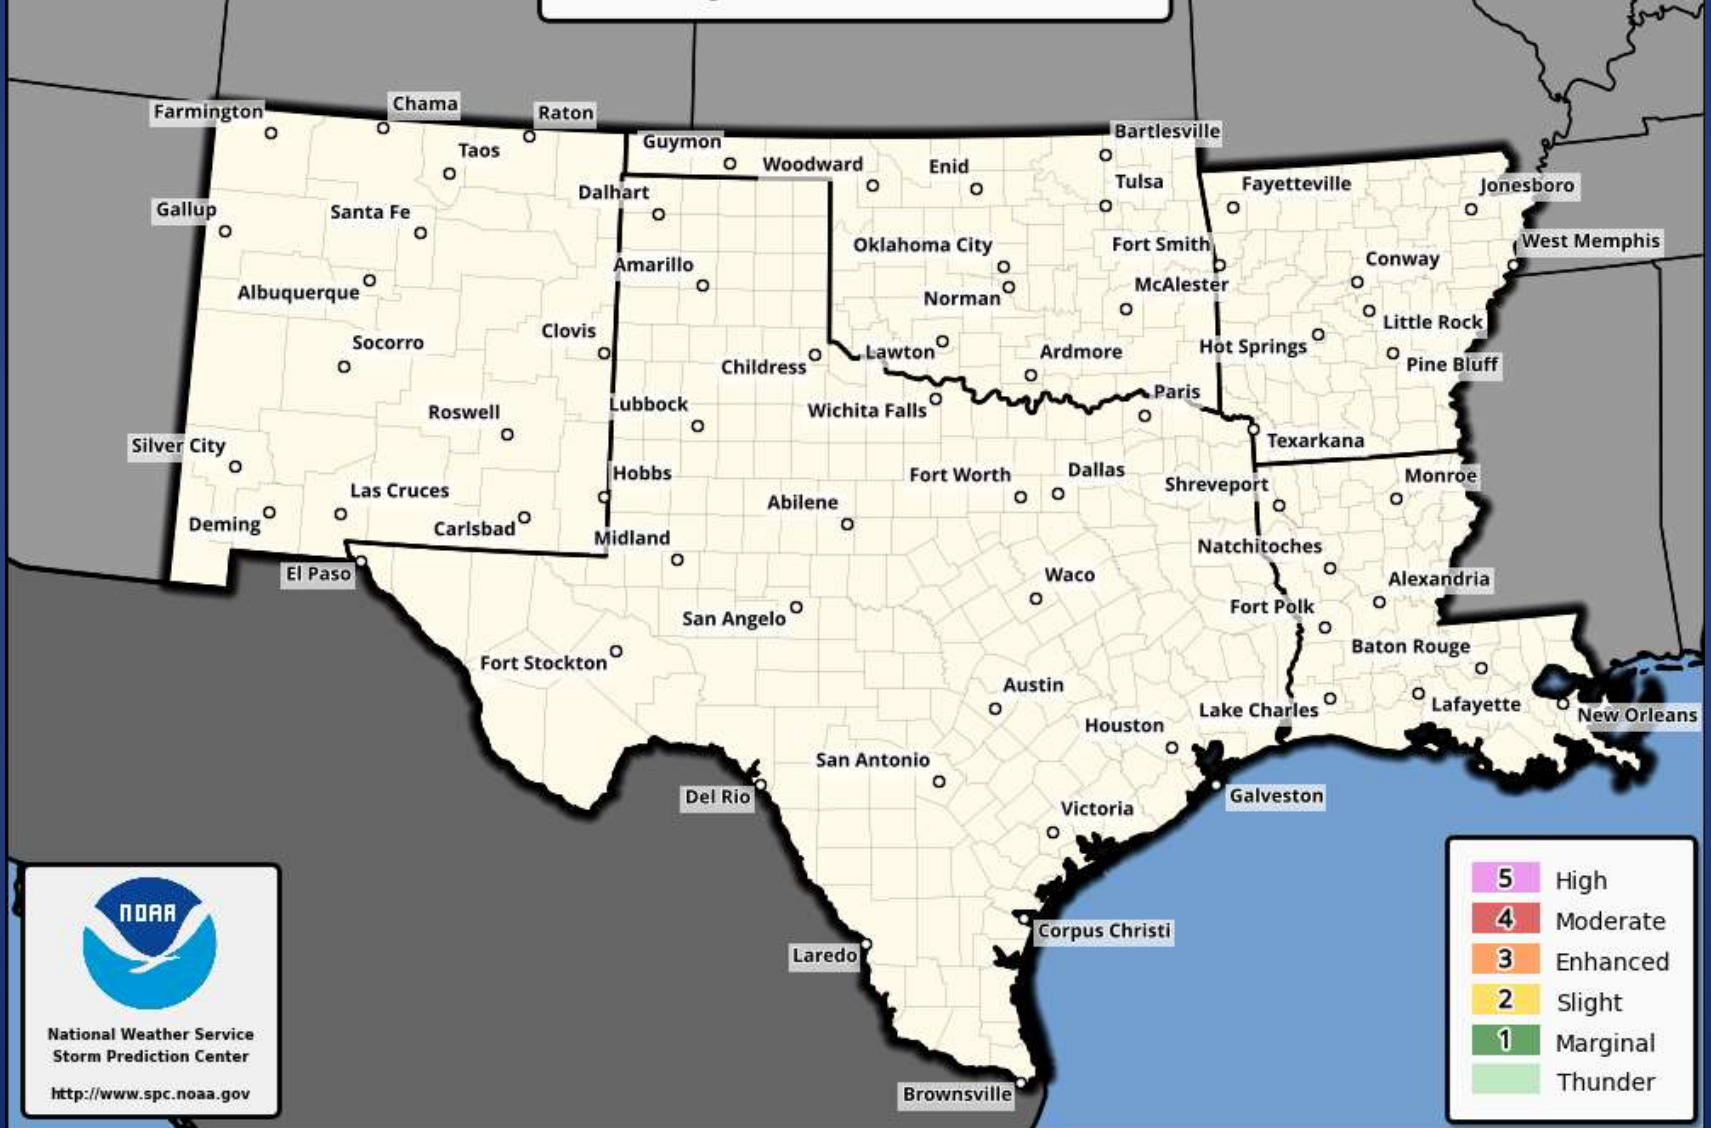 Farmington
Chama
Raton
Guymon
Bartlesville
Taos
Woodward
Enid
Tulsa
Fayetteville
Jonesboro
Dalhart
Gallup
Santa Fe
Oklahoma City
Fort Smith
West Memphis
Amarillo
Conway
Albuquerque
Norman
McAlester
Little Rock
Clovis
Socorro
Childress
Lawton
Ardmore
Hot Springs
Pine Bluff
Lubbock
Wichita Falls
Paris
Roswell
Silver City
Texarkana
Hobbs
Fort Worth
Dallas
Shreveport
Monroe
Las Cruces
Abilene
Deming
Carlsbad
Midland
Natchitoches
El Paso
Waco
Alexandria
San Angelo
Fort Polk
Fort Stockton
Baton Rouge
Austin
Lake Charles
Lafayette
New Orleans
Houston
San Antonio
Del Rio
Galveston
Victoria
Corpus Christi
Laredo
Brownsville
NOAA
National Weather Service
Storm Prediction Center
http://www.spc.noaa.gov
5 High
4 Moderate
3 Enhanced
2 Slight
1 Marginal
Thunder